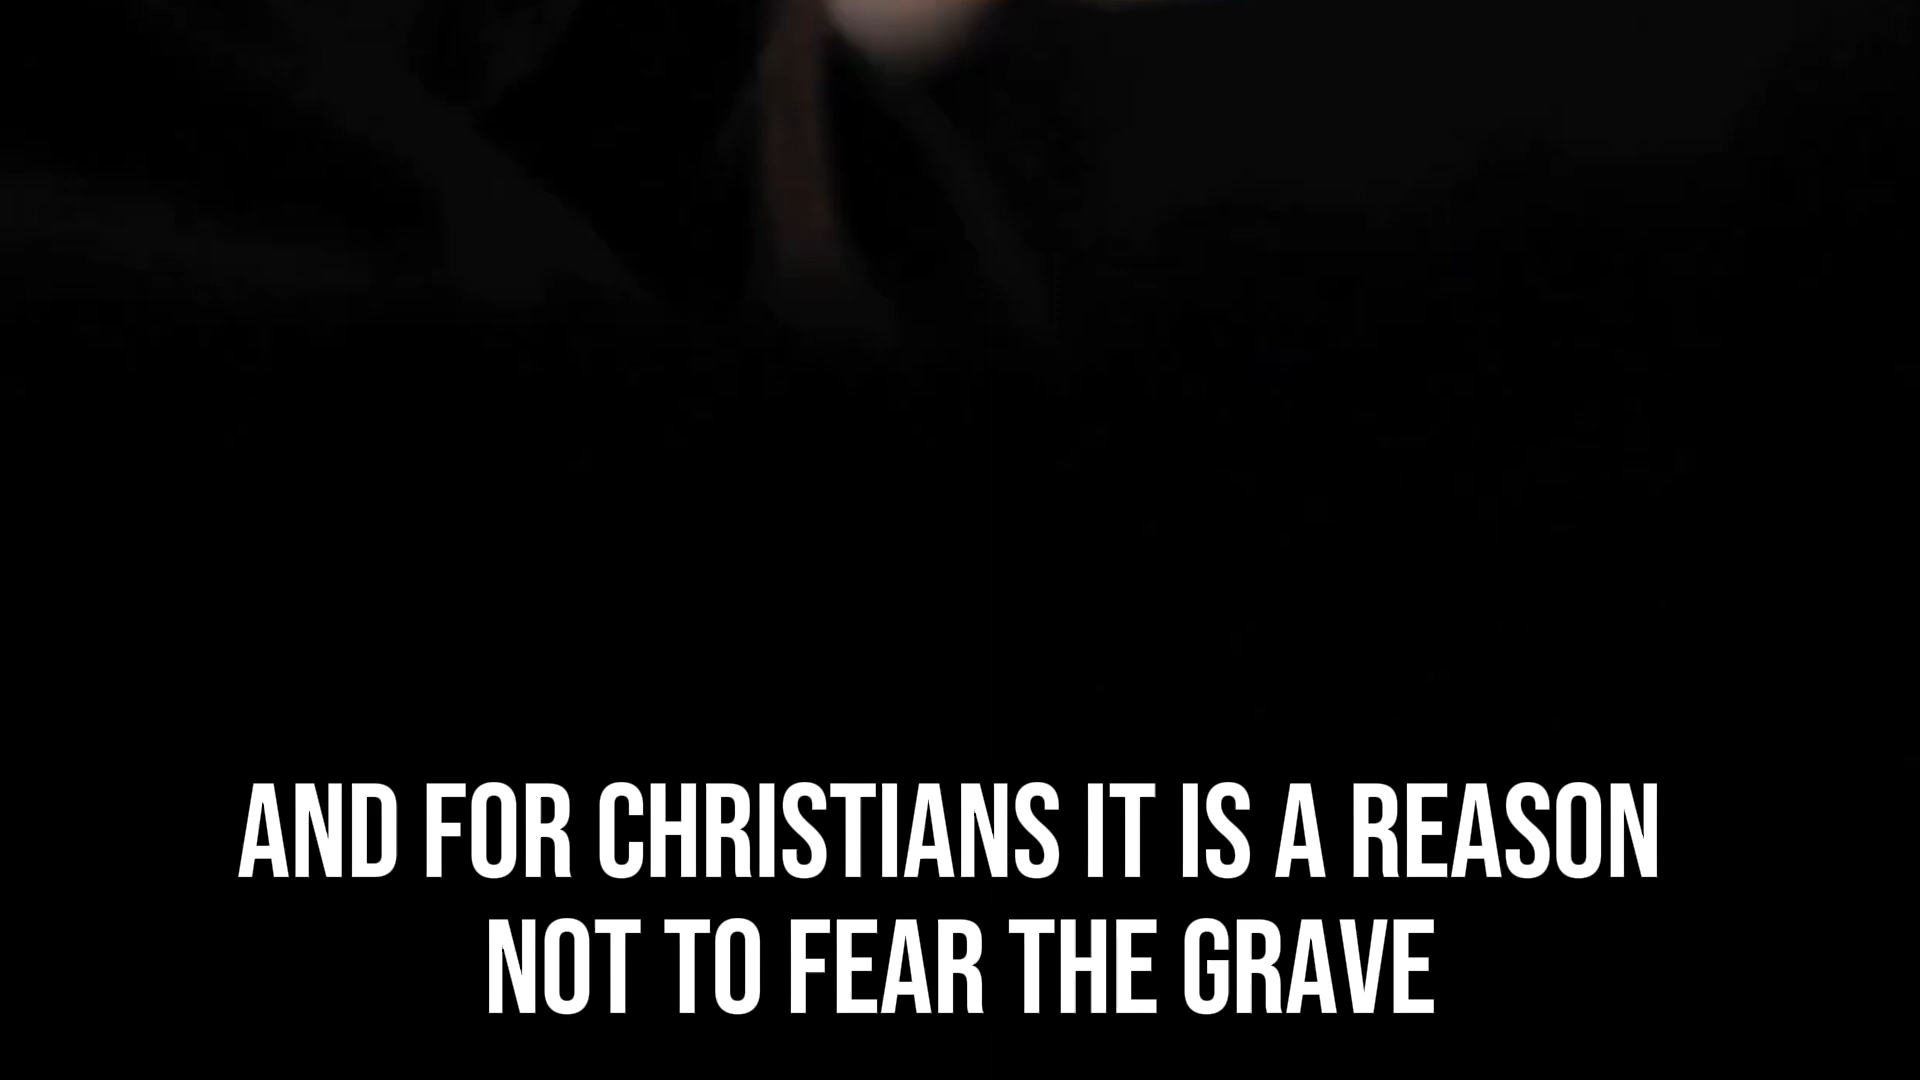 AND FOR CHRISTIANS IT IS A REASON
NOT TO FEAR THE GRAVE